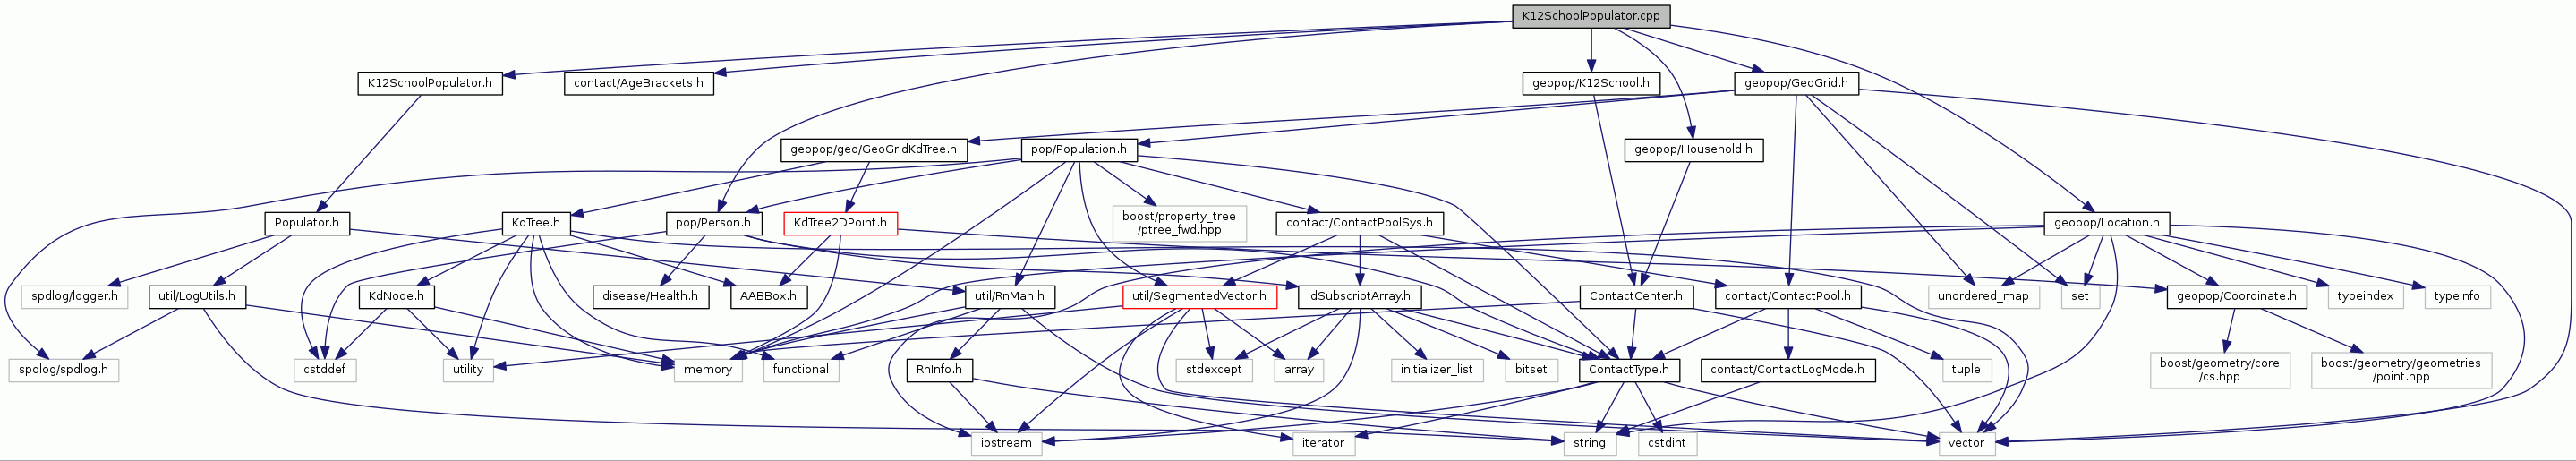 K12SchoolPopulator.cpp
K12SchoolPopulator.h
contact/AgeBrackets.h
geopop/K12School.h
geopop/GeoGrid.h
geopop/geo/GeoGridKdTree.h
pop/Population.h
geopop/Household.h
Populator.h
KdTree.h
pop/Person.h
KdTree2DPoint.h
boost/property_tree
/ptree_fwd.hpp
contact/ContactPoolSys.h
geopop/Location.h
spdlog/logger.h
util/LogUtils.h
KdNode.h
disease/Health.h
AABBox.h
util/RnMan.h
util/SegmentedVector.h
IdSubscriptArray.h
ContactCenter.h
contact/ContactPool.h
unordered_map
set
geopop/Coordinate.h
typeindex
typeinfo
spdlog/spdlog.h
cstddef
utility
memory
functional
RnInfo.h
stdexcept
array
initializer_list
bitset
ContactType.h
contact/ContactLogMode.h
tuple
boost/geometry/core
/cs.hpp
boost/geometry/geometries
/point.hpp
iostream
iterator
string
cstdint
vector